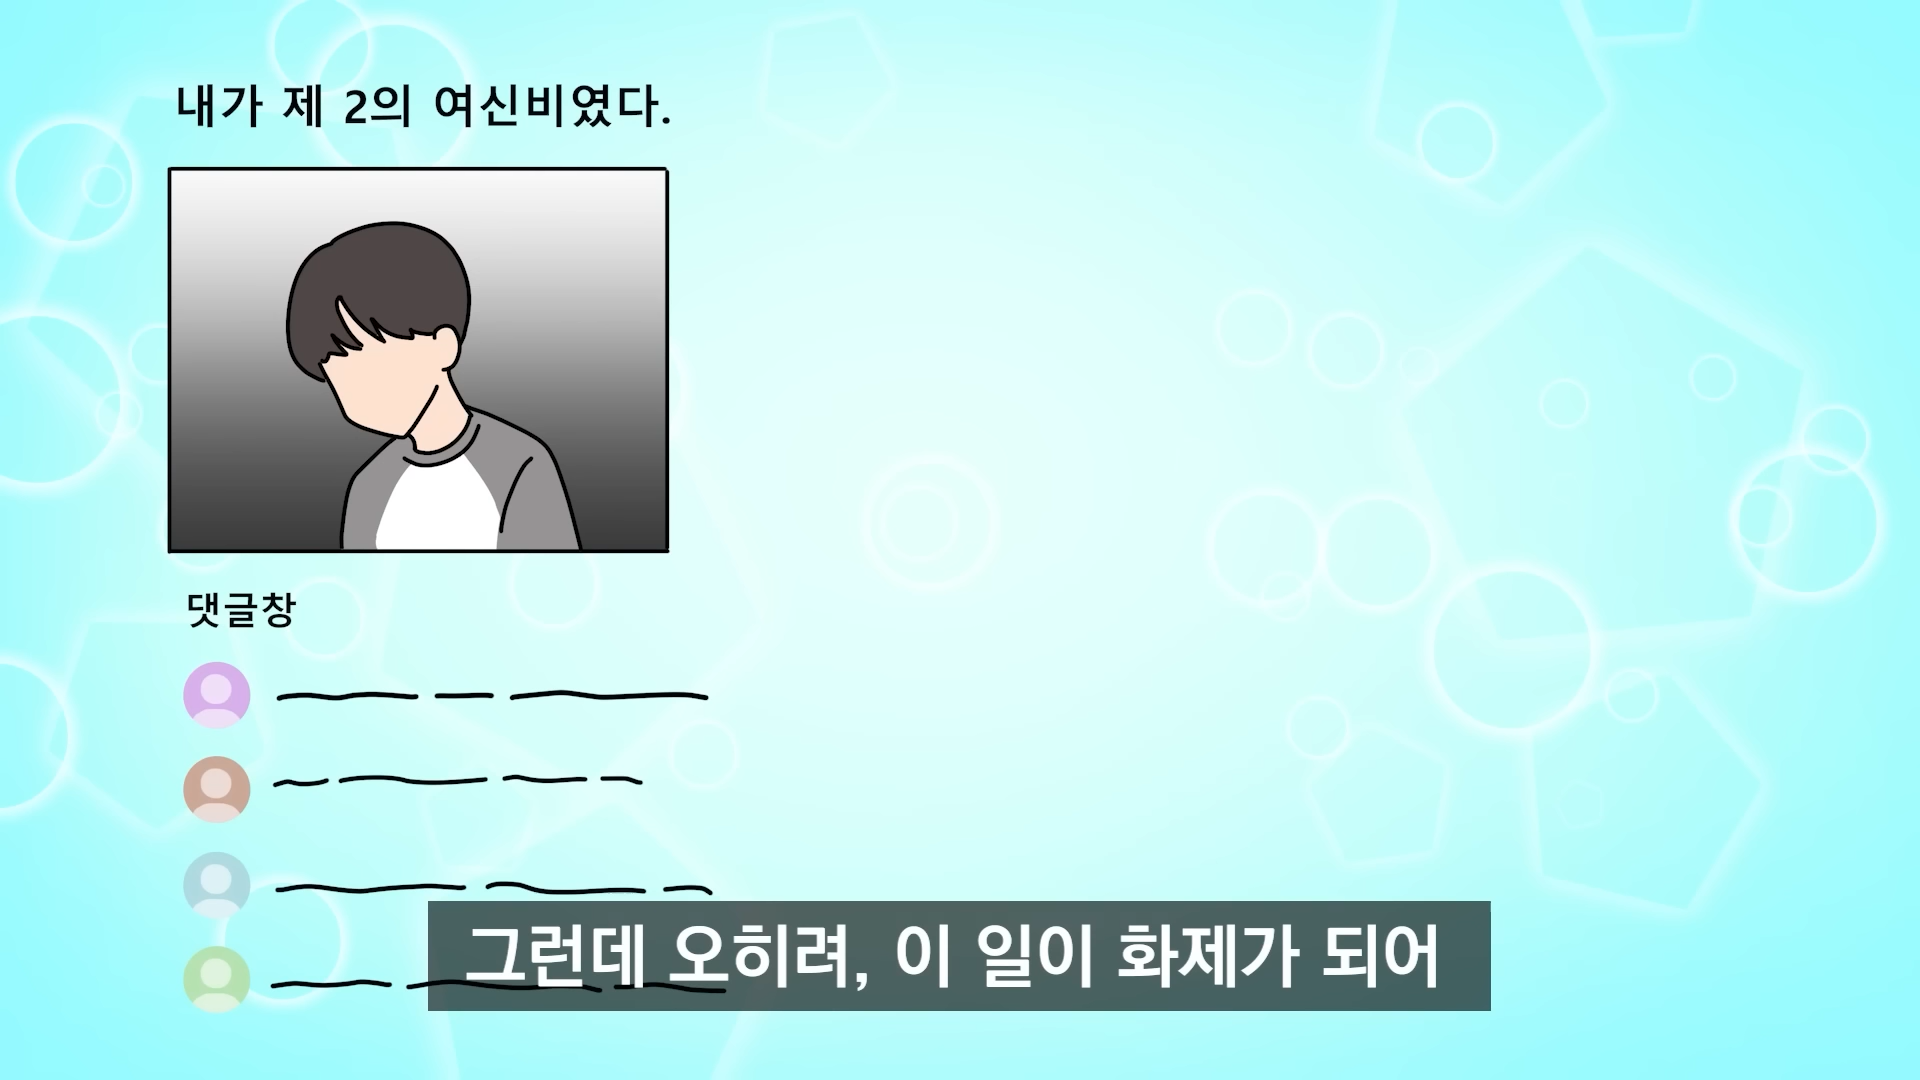 내가 제 2의 여신비였다.
댓글창
그런데 오히려, 이 일이 화제가 되어